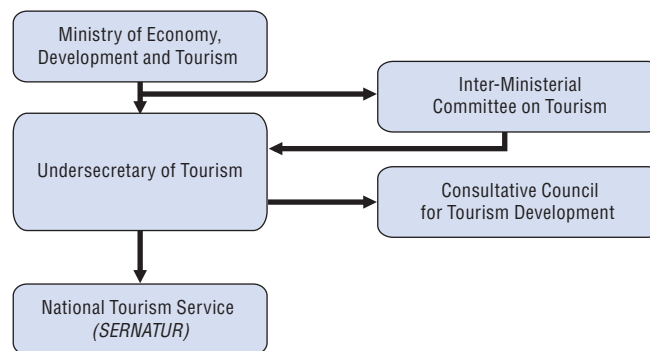 Ministry of Economy,
Development and Tourism
Inter-Ministerial
Committee on Tourism
Undersecretary of Tourism
Consultative Council
for Tourism Development
National Tourism Service
(SERNATUR)